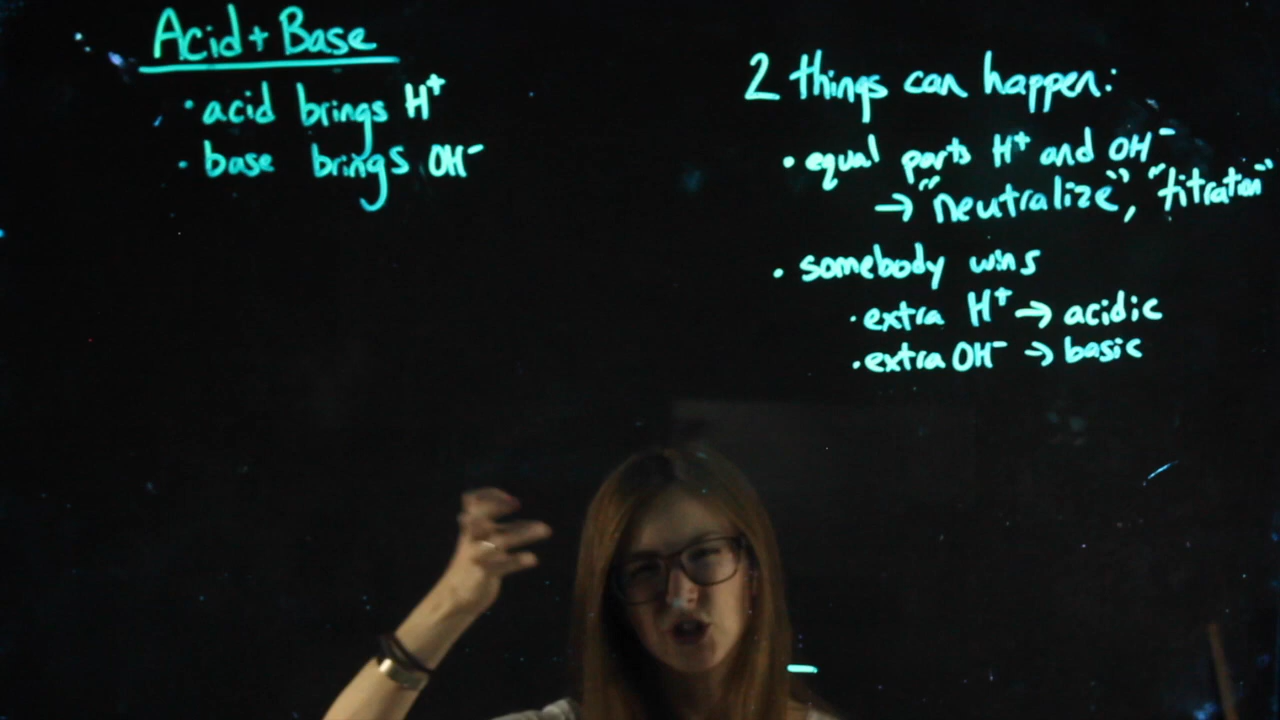 Acid + Base
• acid brings H⁺
• base brings OH⁻
2 things can happen:
• equal parts H⁺ and OH⁻
→ "neutralize", "titration"
• somebody wins
• extra H⁺ → acidic
• extra OH⁻ → basic